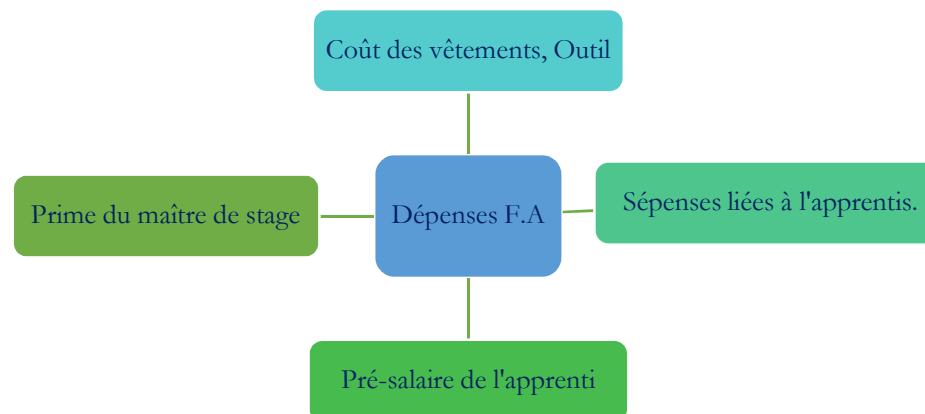 Coût des vêtements, Outil
Prime du maître de stage
Dépenses F.A
Sépenses liées à l'apprentis.
Pré-salaire de l'apprenti